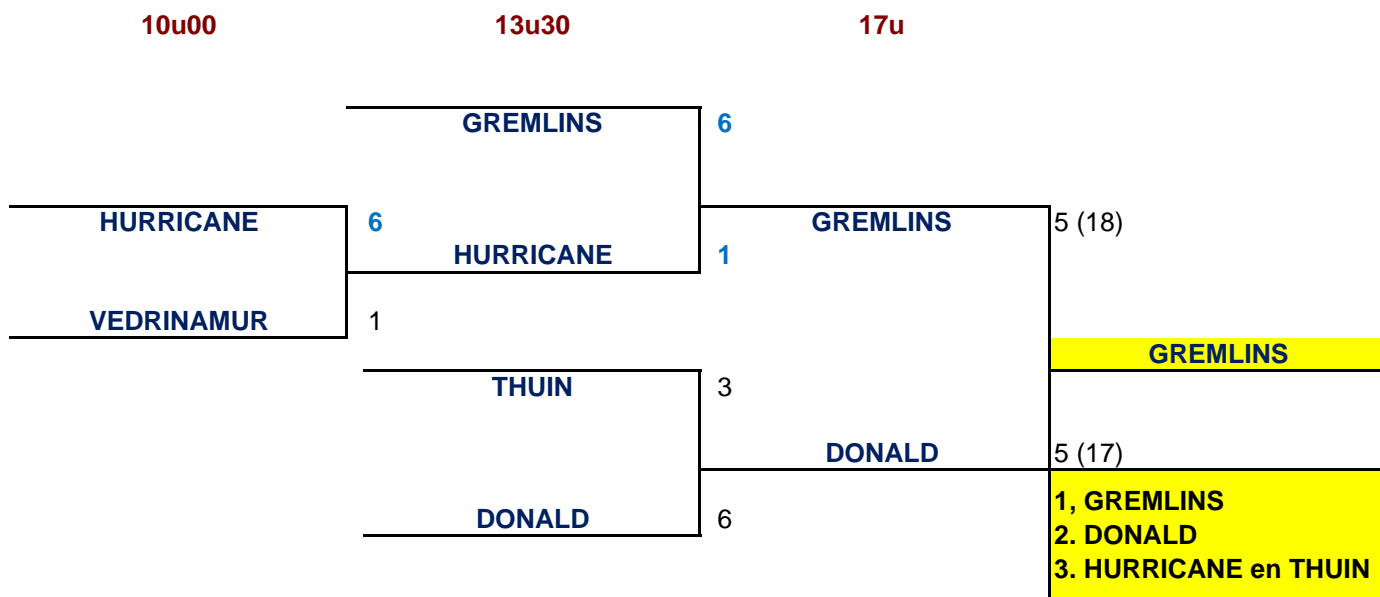 10u00 13u30 17u
GREMLINS 6
HURRICANE 6 GREMLINS 5 (18)
HURRICANE 1
VEDRINAMUR 1
GREMLINS
THUIN 3
DONALD 5 (17)
1, GREMLINS
DONALD 6
2. DONALD
3. HURRICANE en THUIN